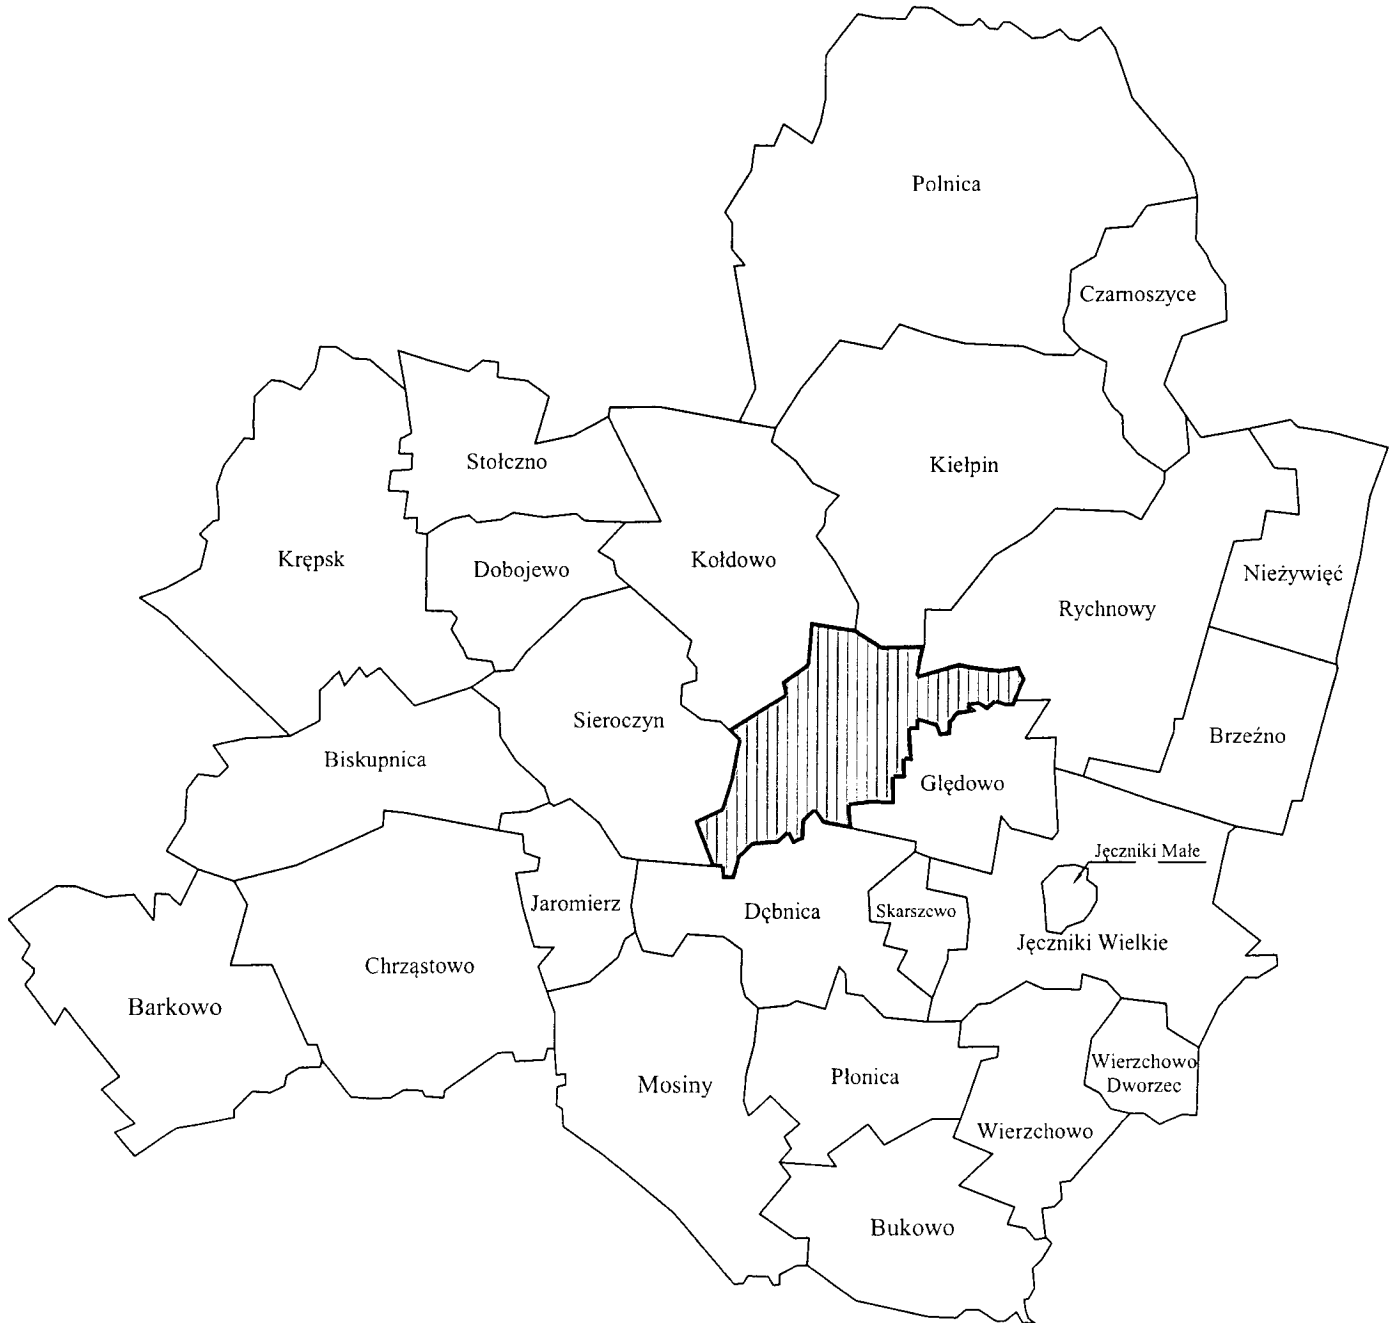 Polnica
Czarnoszyce
Stołczno
Kiełpin
Krępsk
Dobojewo
Kołdowo
Nieżywięć
Rychnowy
Sieroczyn
Brzeźno
Biskupnica
Ględowo
Jęczniki Małe
Jaromierz
Dębnica
Skarszewo
Jęczniki Wielkie
Chrząstowo
Barkowo
Mosiny
Płonica
Wierzchowo
Dworzec
Wierzchowo
Bukowo